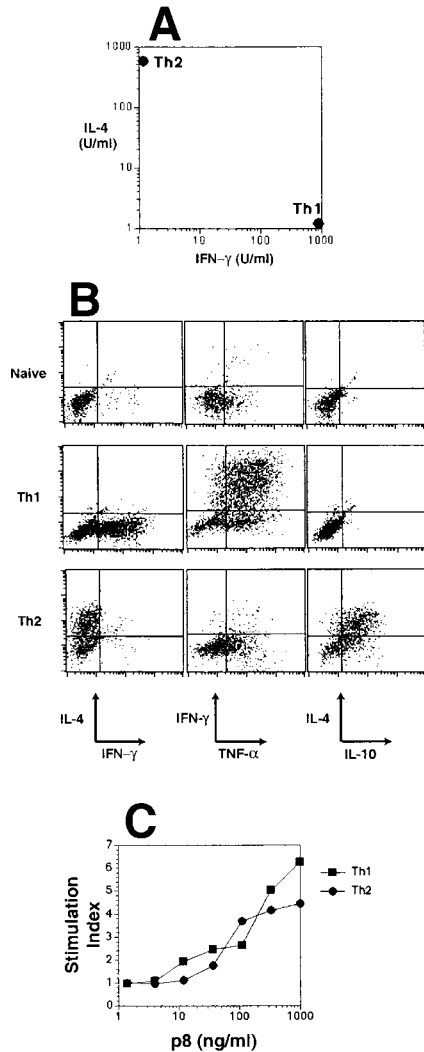 A
1000
Th2
100
IL-4
(U/ml)
10
Th1
1
1 10 100 1000
IFN-γ (U/ml)
B
Naive
Th1
Th2
IL-4 IFN-γ IL-4
IFN-γ TNF-α IL-10
C
7
6
5
4
3
2
1
0
Stimulation
Index
Th1
Th2
1 10 100 1000
p8 (ng/ml)